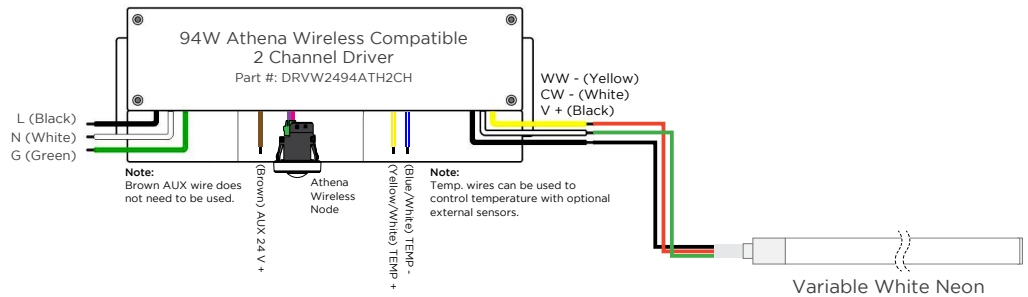 94W Athena Wireless Compatible
2 Channel Driver
Part #: DRVW2494ATH2CH
WW - (Yellow)
CW - (White)
V + (Black)
L (Black)
N (White)
G (Green)
Note:
Brown AUX wire does
not need to be used.
(Brown) AUX 24 V +
Athena
Wireless
Node
(Yellow/White) TEMP +
(Blue/White) TEMP -
Note:
Temp. wires can be used to
control temperature with optional
external sensors.
Variable White Neon